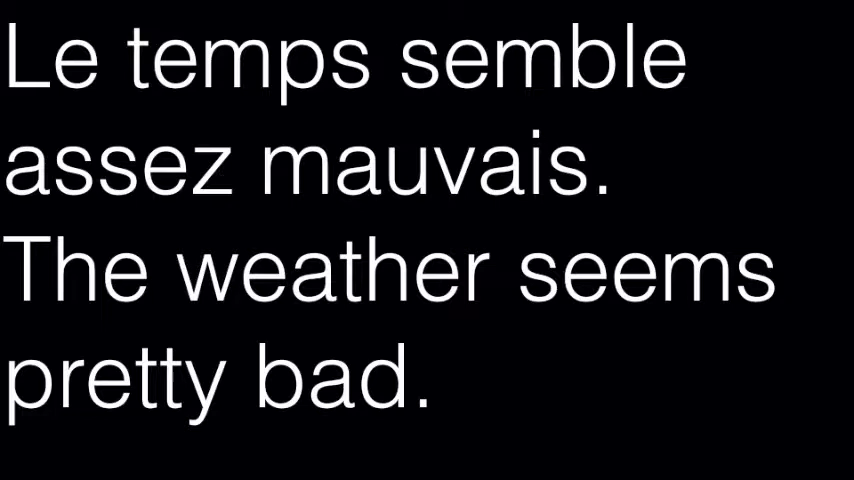 Le temps semble
assez mauvais.
The weather seems
pretty bad.